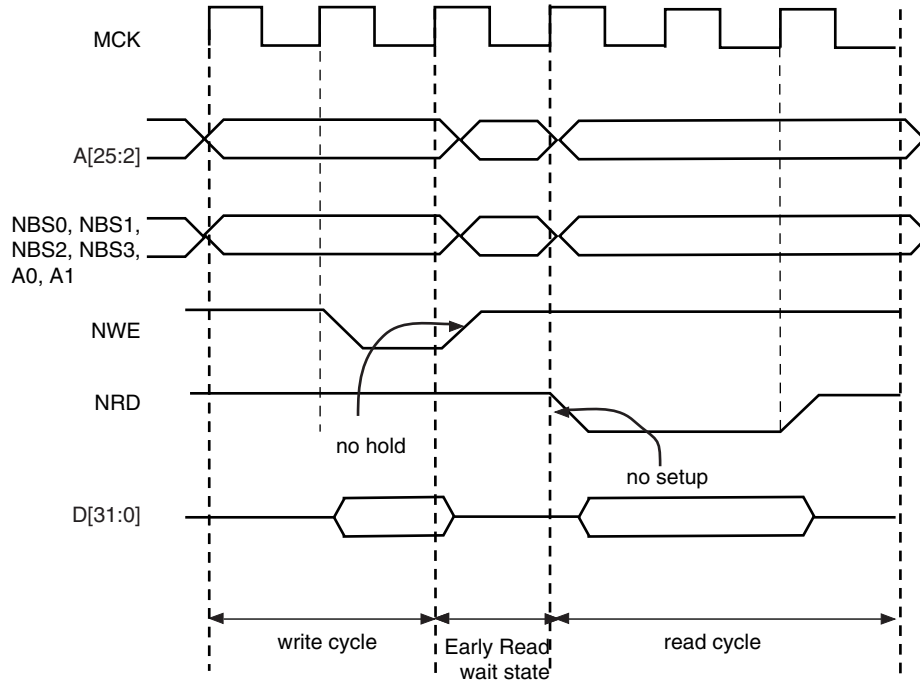 MCK
A[25:2]
NBS0, NBS1,
NBS2, NBS3,
A0, A1
NWE
NRD
no hold
no setup
D[31:0]
write cycle
Early Read
wait state
read cycle